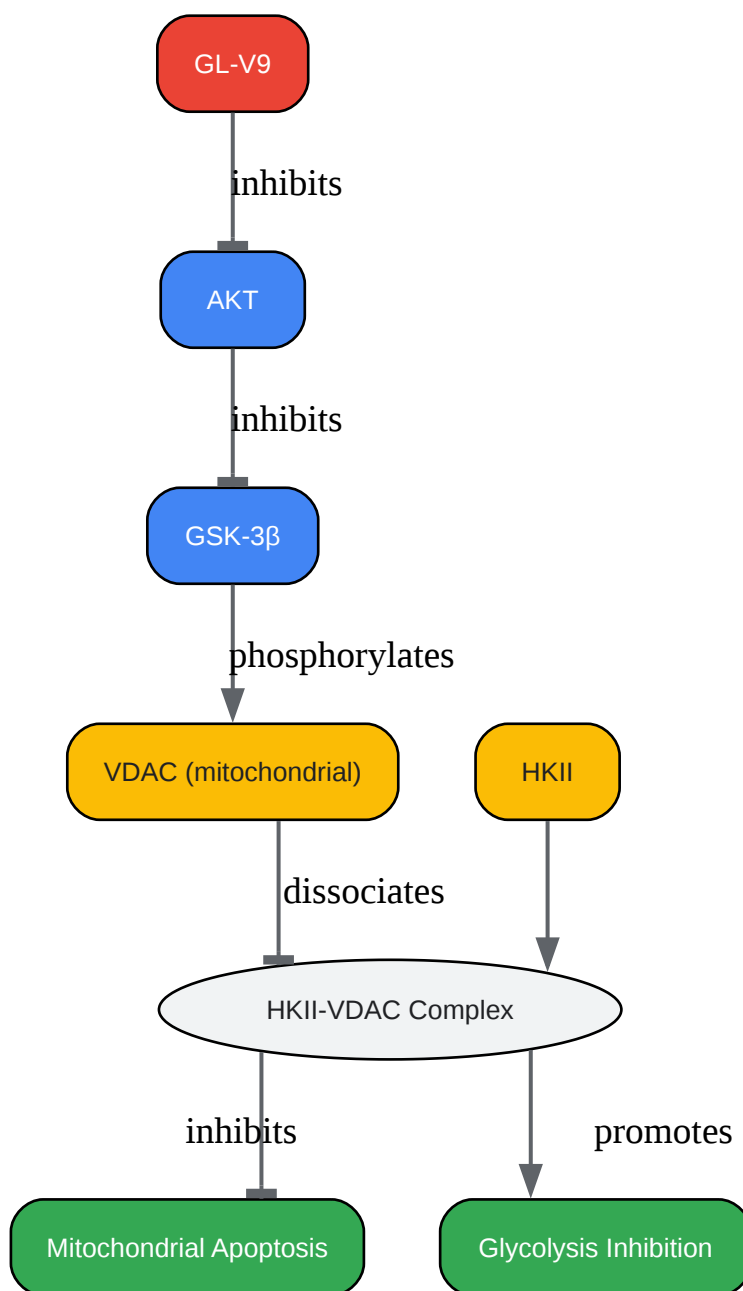 GL-V9
inhibits
AKT
inhibits
GSK-3β
phosphorylates
VDAC (mitochondrial)
HKII
dissociates
HKII-VDAC Complex
inhibits
promotes
Mitochondrial Apoptosis
Glycolysis Inhibition